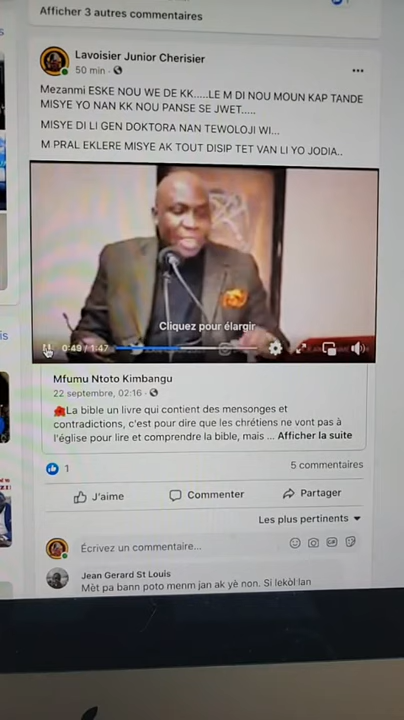 Afficher 3 autres commentaires
Lavoisier Junior Cherisier
50 min
Mezanmi ESKE NOU WE DE KK.....LE M DI NOU MOUN KAP TANDE
MISYE YO NAN KK NOU PANSE SE JWET.....
MISYE DI LI GEN DOKTORA NAN TEWOLOJI WI...
M PRAL EKLERE MISYE AK TOUT DISIP TET VAN LI YO JODIA..
Cliquez pour élargir
0:49 / 1:47
Mfumu Ntoto Kimbangu
22 septembre, 02:16
La bible un livre qui contient des mensonges et
contradictions, c'est pour dire que les chrétiens ne vont pas à
l'église pour lire et comprendre la bible, mais ... Afficher la suite
1
5 commentaires
J'aime
Commenter
Partager
Les plus pertinents
Écrivez un commentaire...
GIF
Jean Gerard St Louis
Mèt pa bann poto menm jan ak yè non. Si lekòl lan